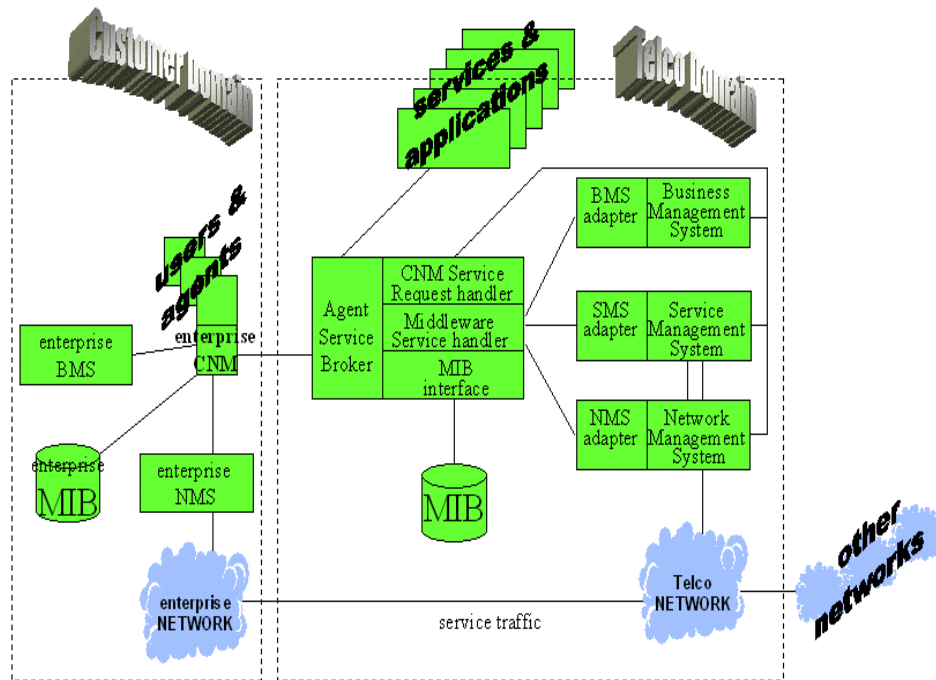 Customer Domain
services &
applications
Telco Domain
users &
agents
BMS
adapter
Business
Management
System
CNM Service
Request handler
Agent
Service
Broker
Middleware
Service handler
MIB
interface
SMS
adapter
Service
Management
System
enterprise
BMS
enterprise
CNM
NMS
adapter
Network
Management
System
enterprise
MIB
enterprise
NMS
MIB
other
networks
enterprise
NETWORK
Telco
NETWORK
service traffic